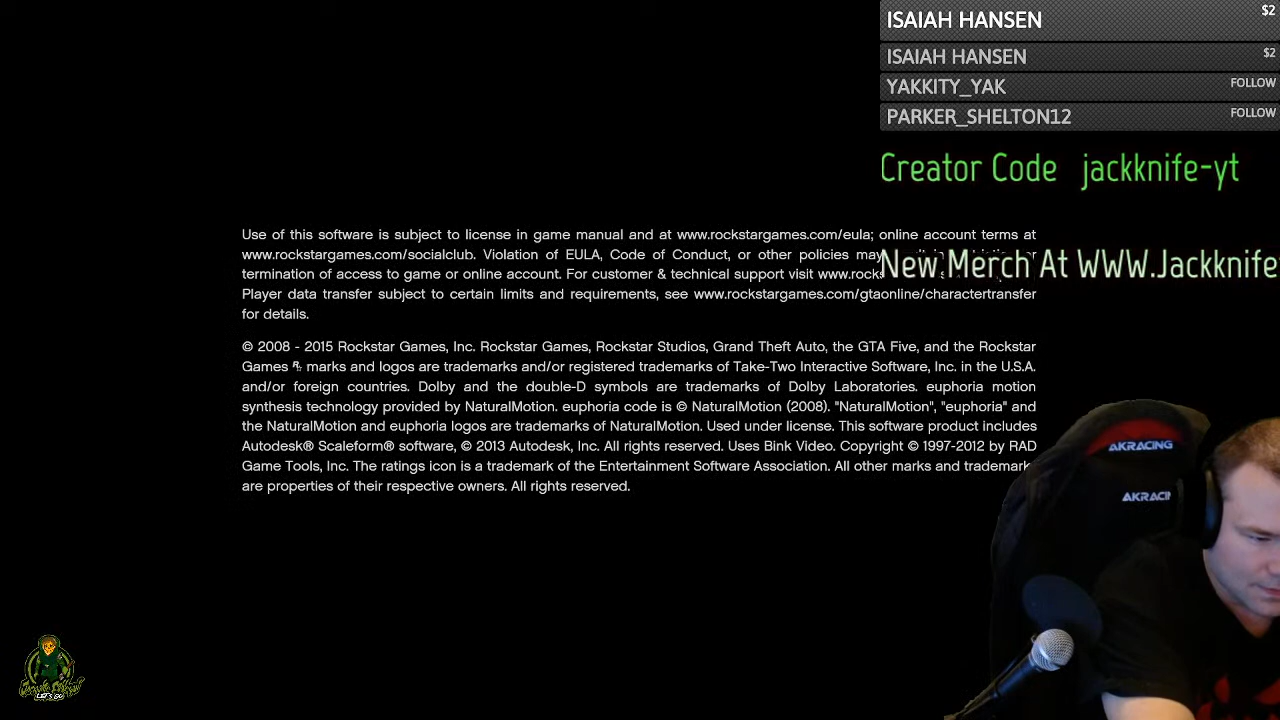 ISAIAH HANSEN $2
ISAIAH HANSEN $2
YAKKITY_YAK FOLLOW
PARKER_SHELTON12 FOLLOW
Creator Code jackknife-yt
New Merch At WWW.Jackknife
Use of this software is subject to license in game manual and at www.rockstargames.com/eula; online account terms at
www.rockstargames.com/socialclub. Violation of EULA, Code of Conduct, or other policies may
termination of access to game or online account. For customer & technical support visit www.rocks
Player data transfer subject to certain limits and requirements, see www.rockstargames.com/gtaonline/charactertransfer
for details.
© 2008 - 2015 Rockstar Games, Inc. Rockstar Games, Rockstar Studios, Grand Theft Auto, the GTA Five, and the Rockstar
Games R* marks and logos are trademarks and/or registered trademarks of Take-Two Interactive Software, Inc. in the U.S.A.
and/or foreign countries. Dolby and the double-D symbols are trademarks of Dolby Laboratories. euphoria motion
synthesis technology provided by NaturalMotion. euphoria code is © NaturalMotion (2008). "NaturalMotion", "euphoria" and
the NaturalMotion and euphoria logos are trademarks of NaturalMotion. Used under license. This software product includes
Autodesk® Scaleform® software, © 2013 Autodesk, Inc. All rights reserved. Uses Bink Video. Copyright © 1997-2012 by RAD
Game Tools, Inc. The ratings icon is a trademark of the Entertainment Software Association. All other marks and trademark
are properties of their respective owners. All rights reserved.
AKRACING
AKRACIN
LET'S GO